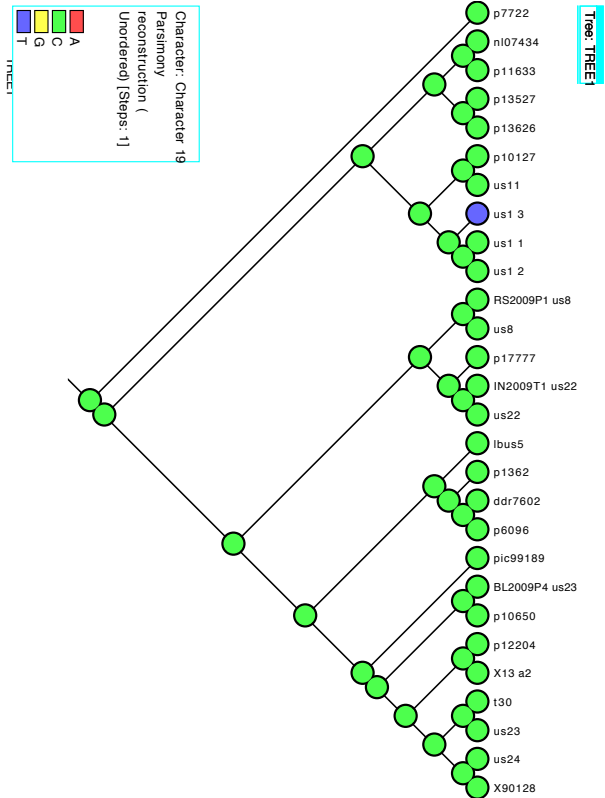 Tree: TREE1
Character: Character 19
Parsimony
reconstruction (
Unordered) [Steps: 1]
A
C
G
T
p7722
nl07434
p11633
p13527
p13626
p10127
us11
us1 3
us1 1
us1 2
RS2009P1 us8
us8
p17777
IN2009T1 us22
us22
lbus5
p1362
ddr7602
p6096
pic99189
BL2009P4 us23
p10650
p12204
X13 a2
t30
us23
us24
X90128